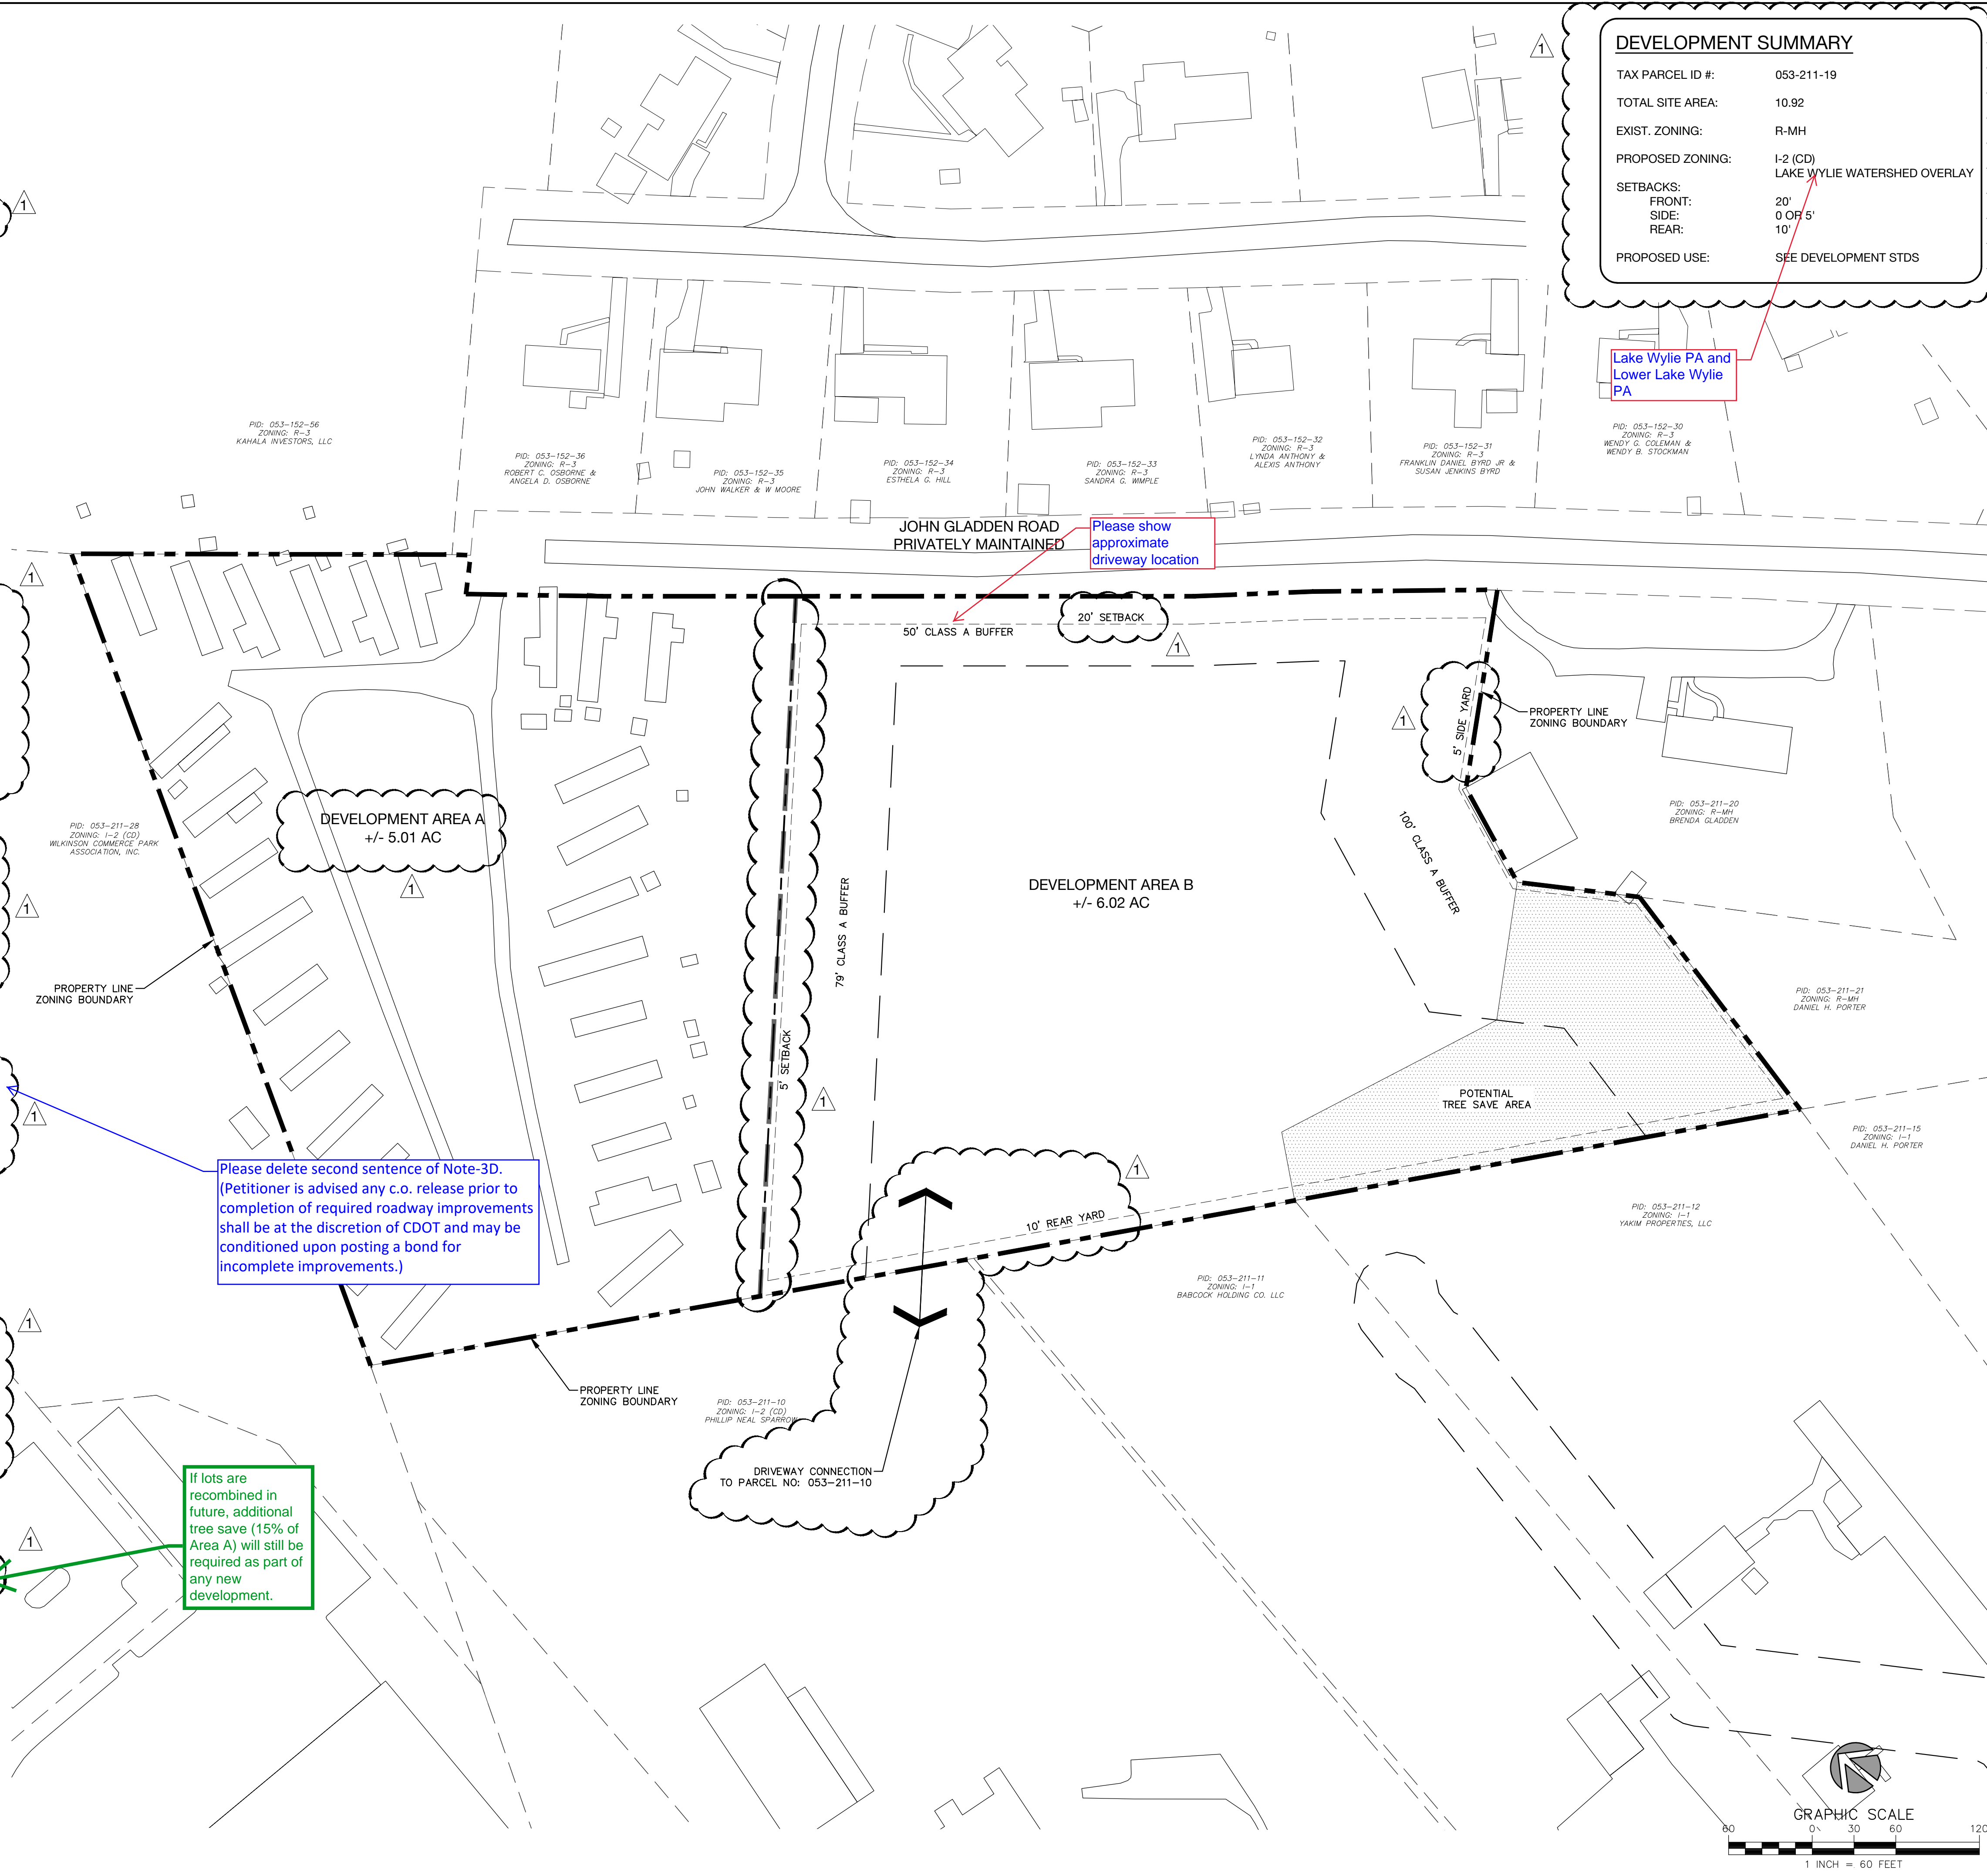 DEVELOPMENT SUMMARY
TAX PARCEL ID #: 053-211-19
TOTAL SITE AREA: 10.92
EXIST. ZONING: R-MH
PROPOSED ZONING: I-2 (CD)
LAKE WYLIE WATERSHED OVERLAY
SETBACKS:
FRONT: 20'
SIDE: 0 OR 5'
REAR: 10'
PROPOSED USE: SEE DEVELOPMENT STDS
1
1
Lake Wylie PA and
Lower Lake Wylie
PA
PID: 053-152-56
ZONING: R-3
KAHALA INVESTORS, LLC
PID: 053-152-36
ZONING: R-3
ROBERT C. OSBORNE &
ANGELA D. OSBORNE
PID: 053-152-35
ZONING: R-3
JOHN WALKER & W MOORE
PID: 053-152-34
ZONING: R-3
ESTHELA G. HILL
PID: 053-152-33
ZONING: R-3
SANDRA G. WIMPLE
PID: 053-152-32
ZONING: R-3
LYNDA ANTHONY &
ALEXIS ANTHONY
PID: 053-152-31
ZONING: R-3
FRANKLIN DANIEL BYRD JR &
SUSAN JENKINS BYRD
PID: 053-152-30
ZONING: R-3
WENDY G. COLEMAN &
WENDY B. STOCKMAN
JOHN GLADDEN ROAD
PRIVATELY MAINTAINED
Please show
approximate
driveway location
1
50' CLASS A BUFFER
20' SETBACK
1
5' SIDE YARD
1
PROPERTY LINE
ZONING BOUNDARY
PID: 053-211-28
ZONING: I-2 (CD)
WILKINSON COMMERCE PARK
ASSOCIATION, INC.
DEVELOPMENT AREA A
+/- 5.01 AC
1
1
79' CLASS A BUFFER
DEVELOPMENT AREA B
+/- 6.02 AC
100' CLASS A BUFFER
PID: 053-211-20
ZONING: R-MH
BRENDA GLADDEN
PROPERTY LINE
ZONING BOUNDARY
5' SETBACK
1
PID: 053-211-21
ZONING: R-MH
DANIEL H. PORTER
POTENTIAL
TREE SAVE AREA
PID: 053-211-15
ZONING: I-1
DANIEL H. PORTER
1
Please delete second sentence of Note-3D.
(Petitioner is advised any c.o. release prior to
completion of required roadway improvements
shall be at the discretion of CDOT and may be
conditioned upon posting a bond for
incomplete improvements.)
1
10' REAR YARD
PID: 053-211-12
ZONING: I-1
YAKIM PROPERTIES, LLC
PID: 053-211-11
ZONING: I-1
BABCOCK HOLDING CO. LLC
1
PROPERTY LINE
ZONING BOUNDARY
PID: 053-211-10
ZONING: I-2 (CD)
PHILLIP NEAL SPARROW
DRIVEWAY CONNECTION
TO PARCEL NO: 053-211-10
1
If lots are
recombined in
future, additional
tree save (15% of
Area A) will still be
required as part of
any new
development.
GRAPHIC SCALE
60 0 30 60 120
1 INCH = 60 FEET